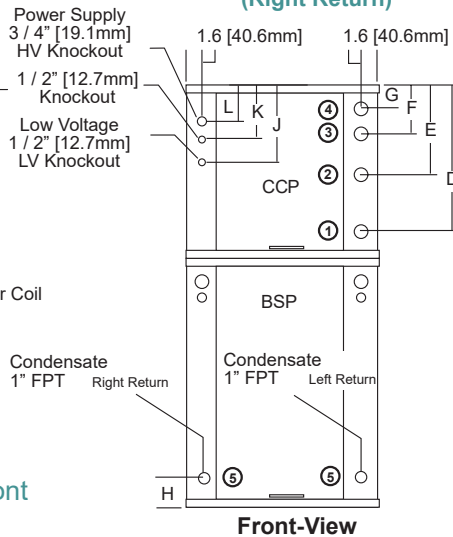 (Right Return)
Power Supply
3 / 4” [19.1mm]
HV Knockout
1.6 [40.6mm]
1.6 [40.6mm]
1 / 2” [12.7mm]
Knockout
Low Voltage
1 / 2” [12.7mm]
LV Knockout
L
K
J
G
F
E
D
4
3
2
1
CCP
r Coil
BSP
Condensate
1” FPT Right Return
Condensate
1” FPT Left Return
H
5
5
ont
Front-View